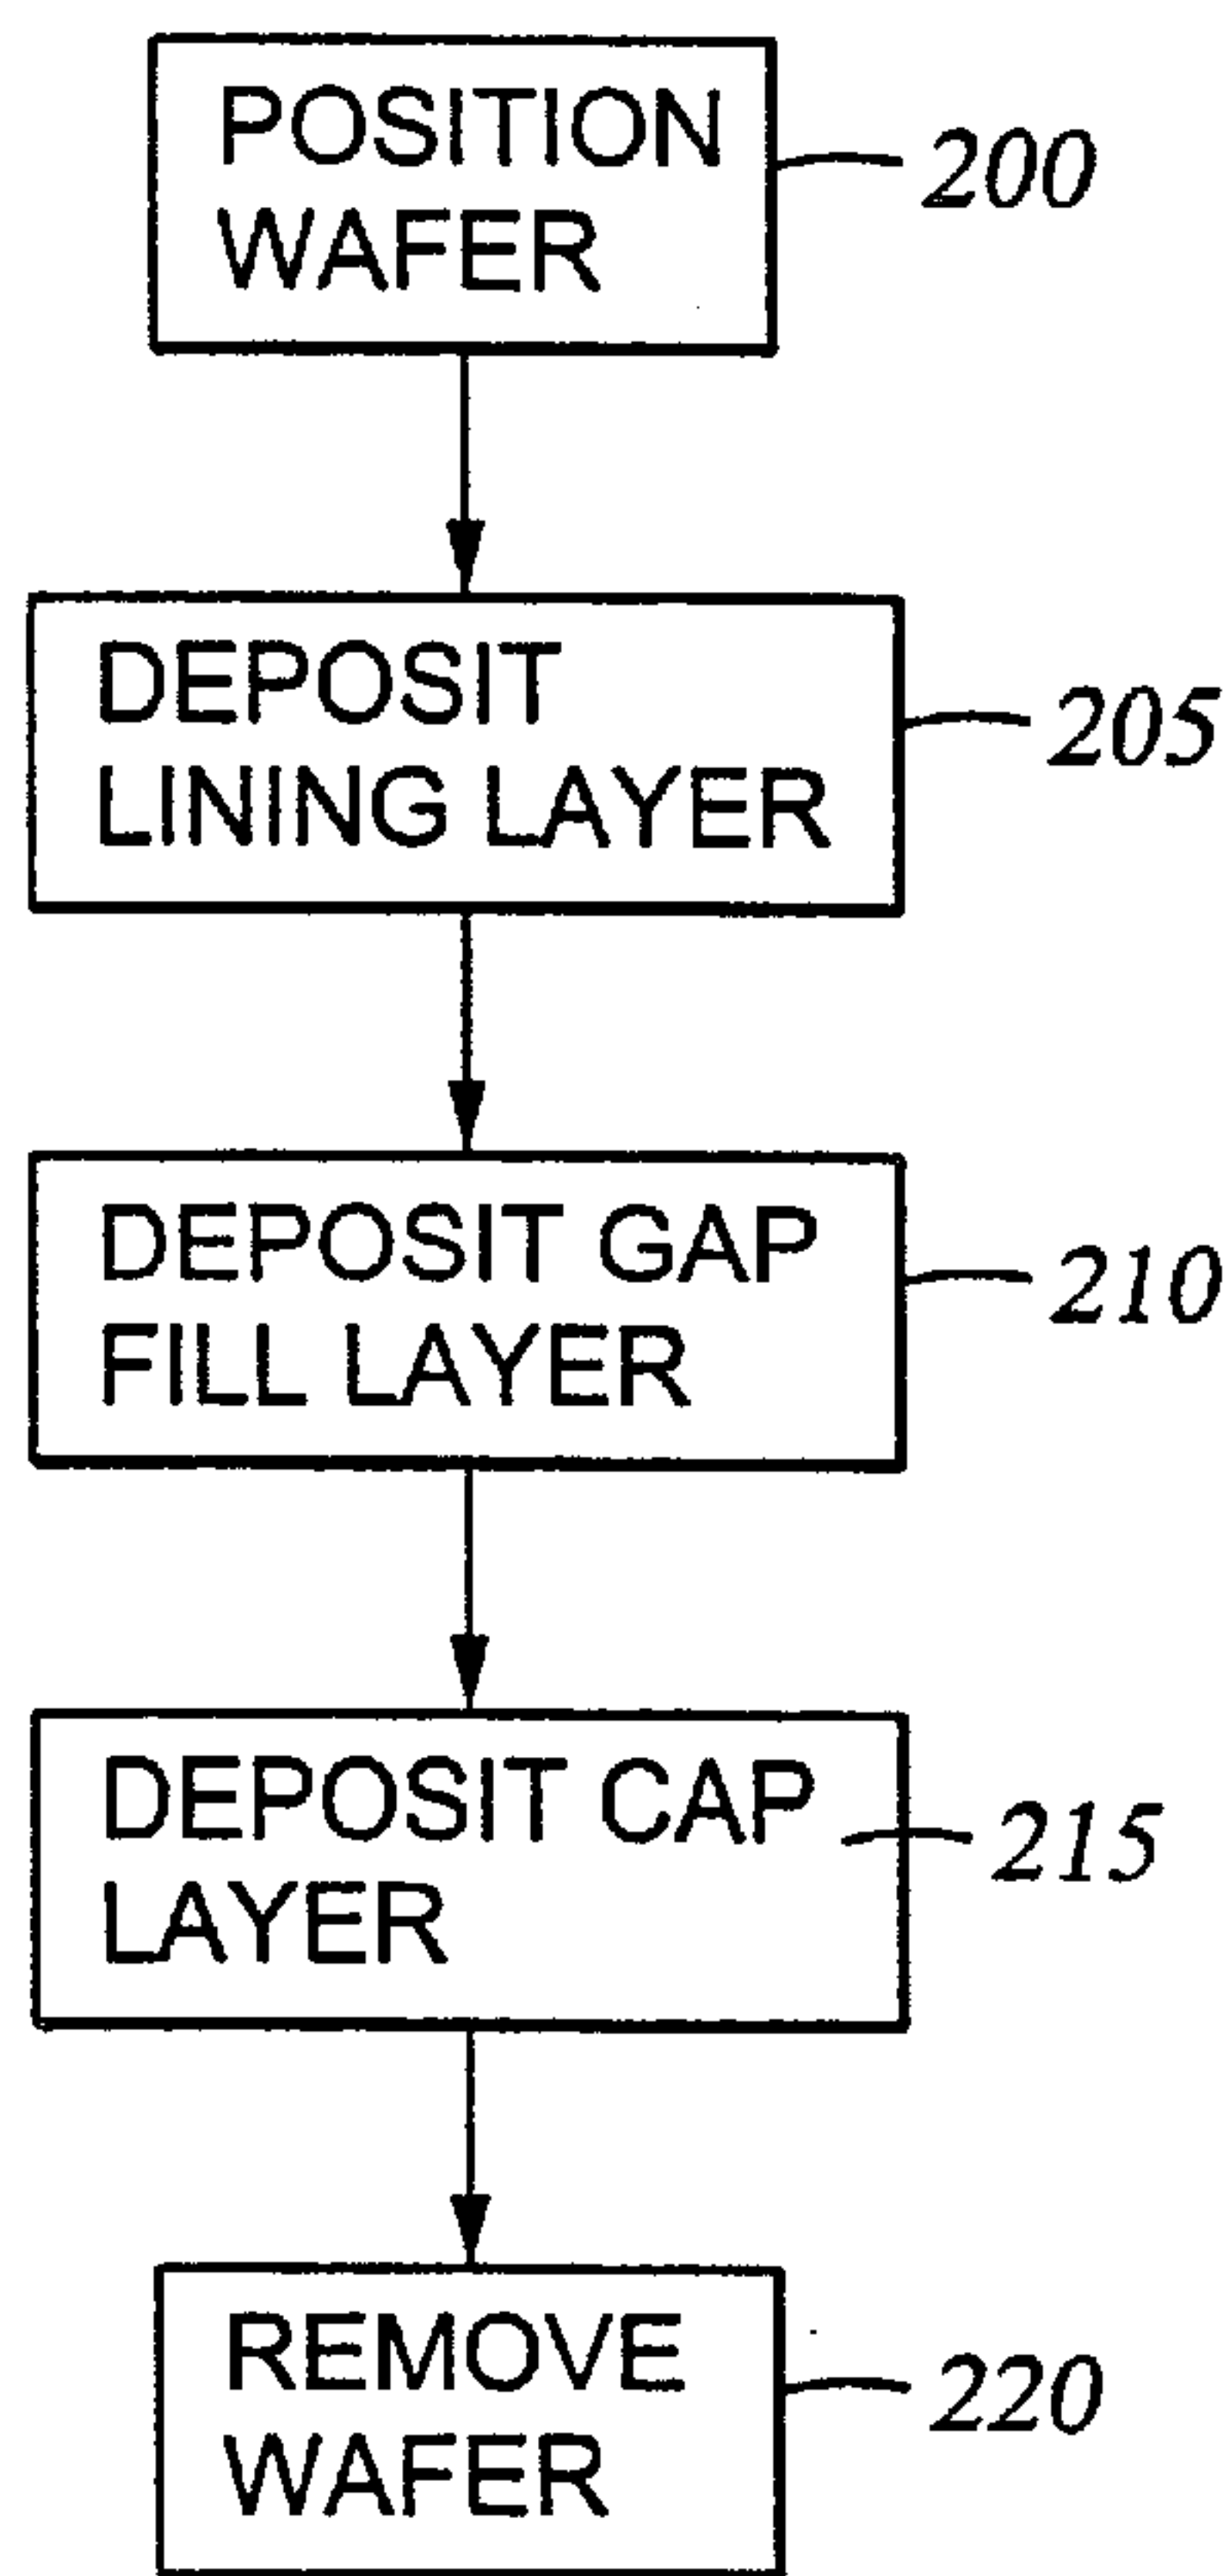 POSITION
WAFER
200
DEPOSIT
LINING LAYER
205
DEPOSIT GAP
FILL LAYER
210
DEPOSIT CAP
LAYER
215
REMOVE
WAFER
220